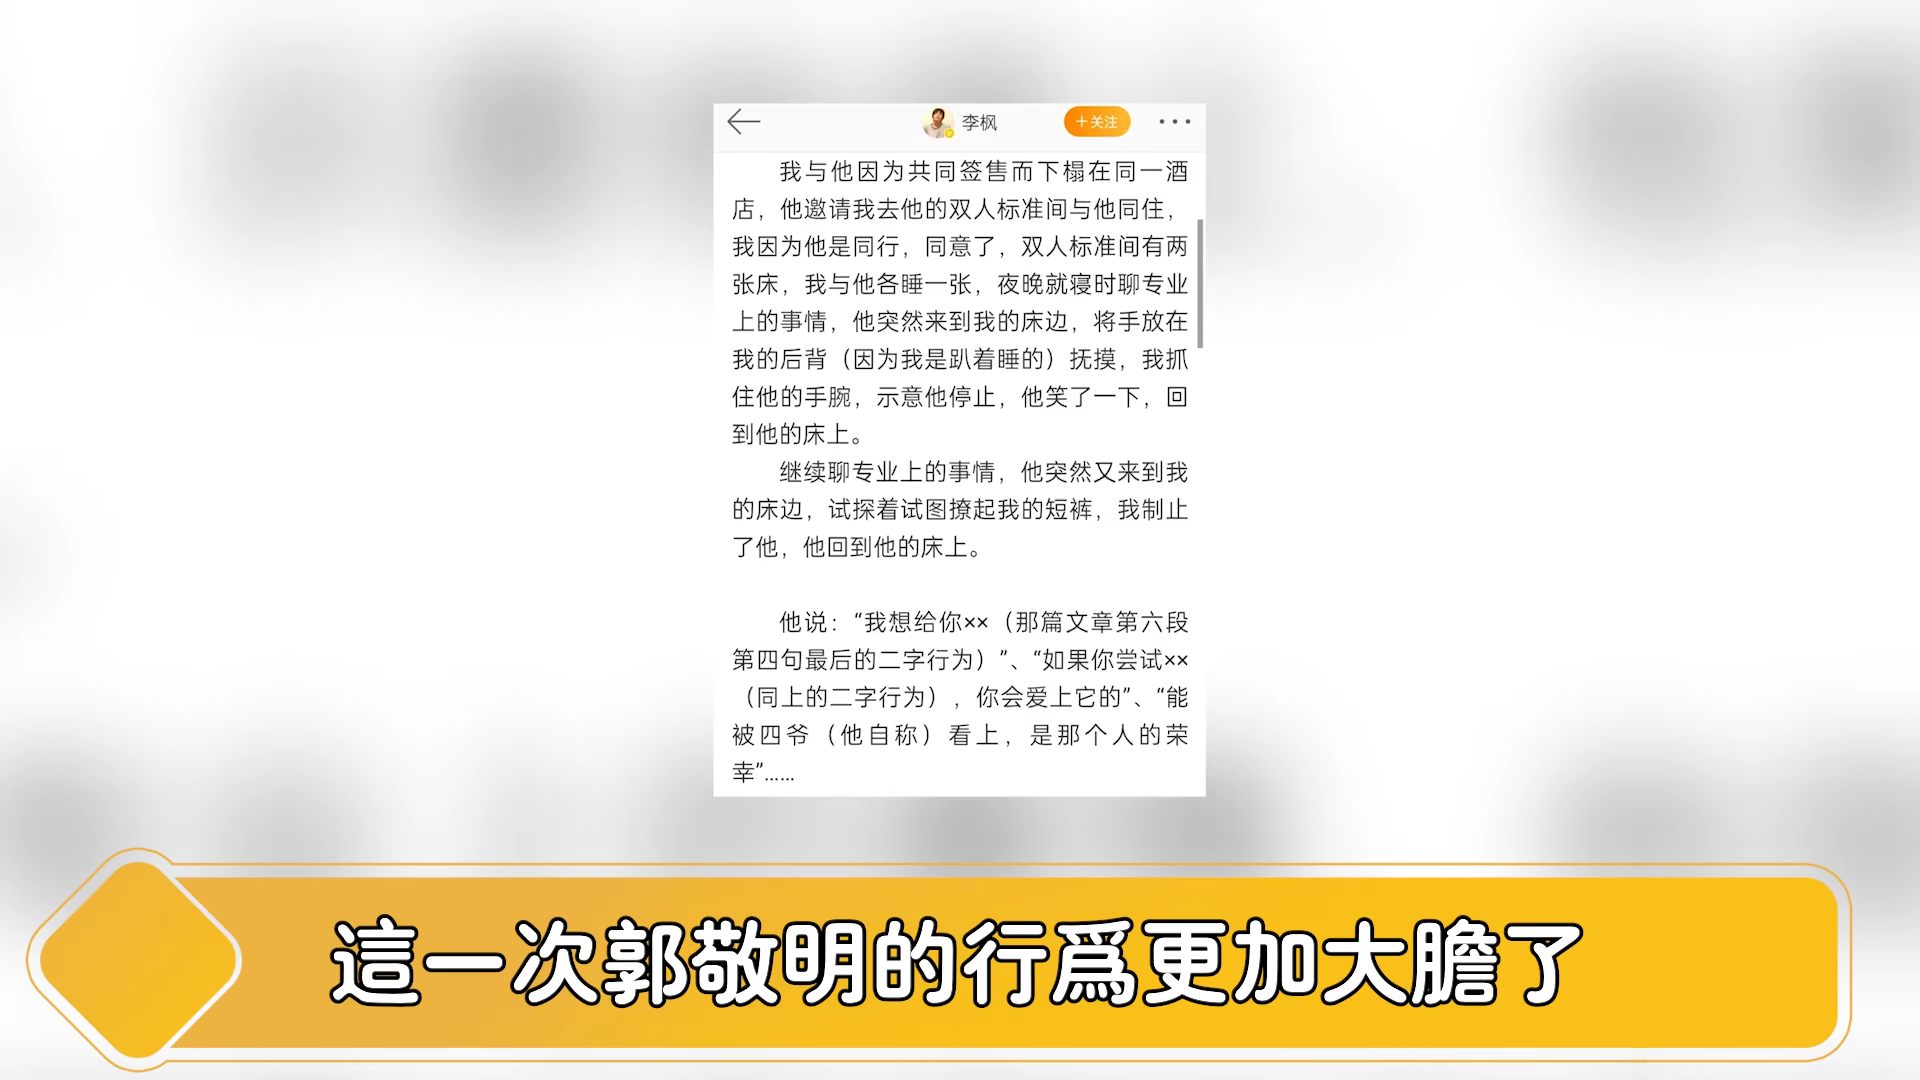 李枫
+关注
我与他因为共同签售而下榻在同一酒
店，他邀请我去他的双人标准间与他同住，
我因为他是同行，同意了，双人标准间有两
张床，我与他各睡一张，夜晚就寝时聊专业
上的事情，他突然来到我的床边，将手放在
我的后背（因为我是趴着睡的）抚摸，我抓
住他的手腕，示意他停止，他笑了一下，回
到他的床上。
继续聊专业上的事情，他突然又来到我
的床边，试探着试图撩起我的短裤，我制止
了他，他回到他的床上。
他说：“我想给你××（那篇文章第六段
第四句最后的二字行为）”、“如果你尝试××
（同上的二字行为），你会爱上它的”、“能
被四爷（他自称）看上，是那个人的荣
幸”……
這一次郭敬明的行爲更加大膽了